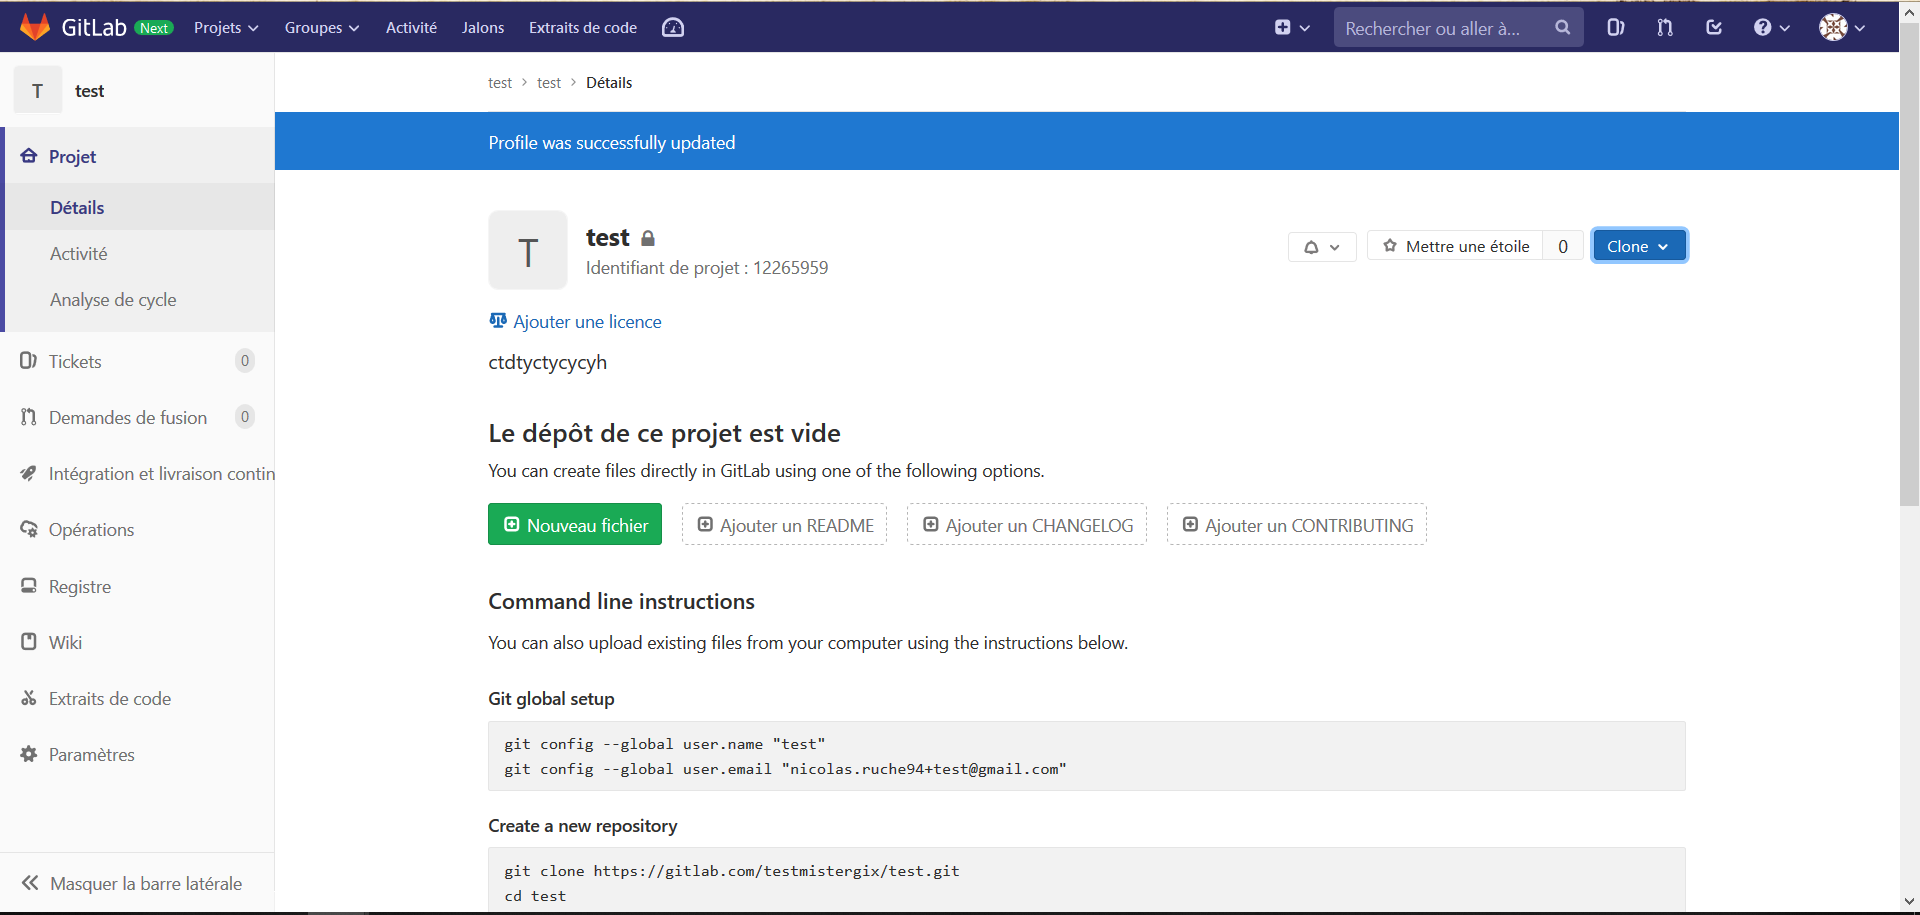 GitLab Next Projets Groupes Activité Jalons Extraits de code Rechercher ou aller à...
T test
test > test > Détails
Profile was successfully updated
Projet
Détails
Activité
Analyse de cycle
Tickets 0
Demandes de fusion 0
Intégration et livraison contin
Opérations
Registre
Wiki
Extraits de code
Paramètres
Masquer la barre latérale
T
test
Identifiant de projet : 12265959
Mettre une étoile 0 Clone
Ajouter une licence
ctdtyctycycyh
Le dépôt de ce projet est vide
You can create files directly in GitLab using one of the following options.
Nouveau fichier Ajouter un README Ajouter un CHANGELOG Ajouter un CONTRIBUTING
Command line instructions
You can also upload existing files from your computer using the instructions below.
Git global setup
git config --global user.name "test"
git config --global user.email "nicolas.ruche94+test@gmail.com"
Create a new repository
git clone https://gitlab.com/testmistergix/test.git
cd test